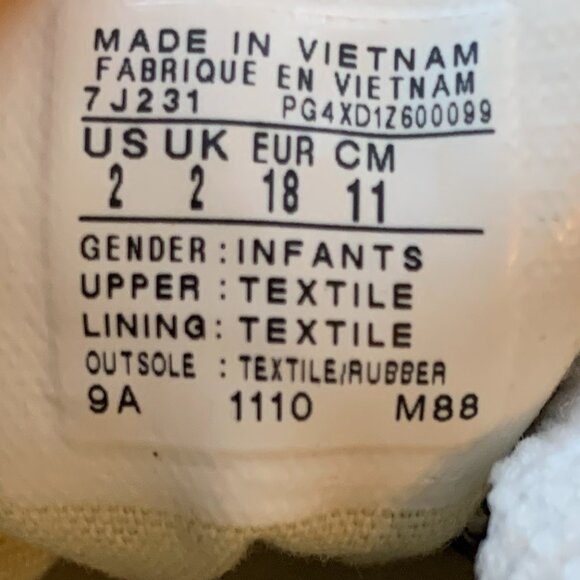 MADE IN VIETNAM
FABRIQUE EN VIETNAM
7J231 PG4XD1Z600099
US UK EUR CM
2 2 18 11
GENDER : INFANTS
UPPER : TEXTILE
LINING : TEXTILE
OUTSOLE : TEXTILE/RUBBER
9A 1110 M88